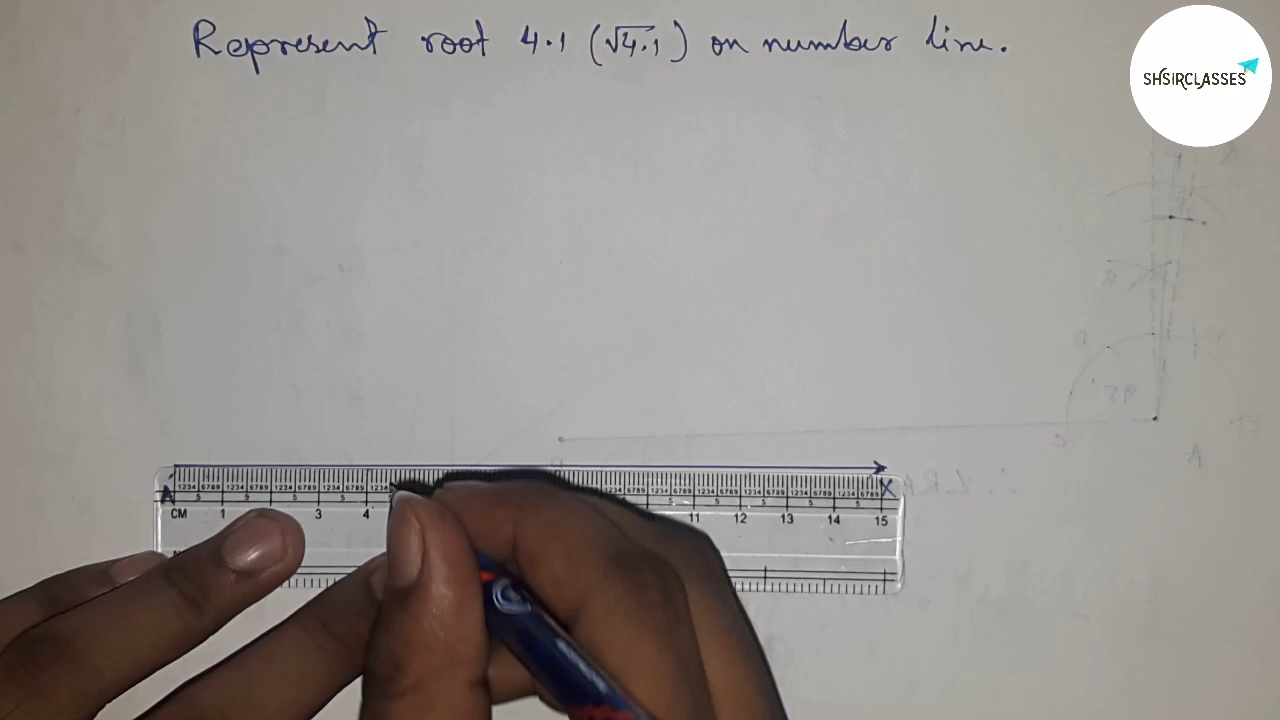 Represent root 4.1 (√4.1) on number line.
SHSIRCLASSES
A X
CM 1 3 4 11 12 13 14 15